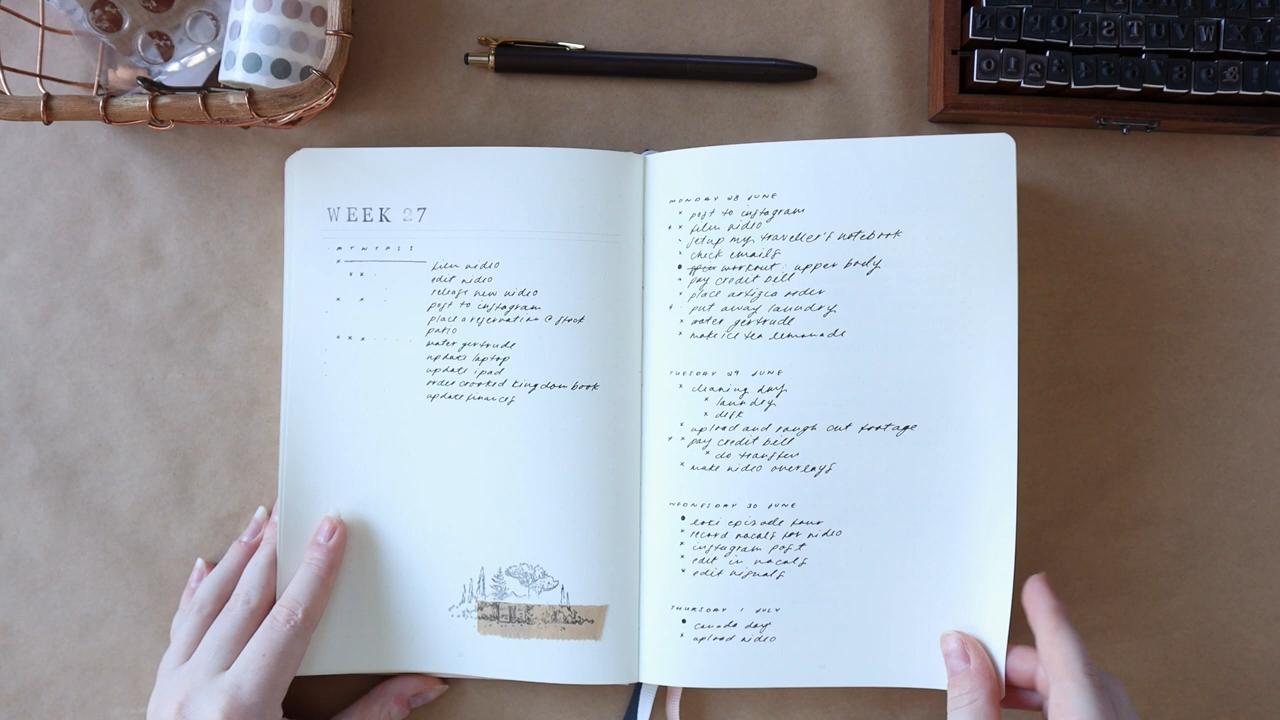 WEEK 27
M T W T F S S
film video
edit video
release new video
post to instagram
place a reservation @ stock
patio
water gertrude
update laptop
update ipad
order crooked kingdom book
update finances
MONDAY 28 JUNE
× post to instagram
× film video
setup my traveller's notebook
× check emails
● workout: upper body
pay credit bill
× place artiza order
put away laundry
× water gertrude
× make ice tea lemonade
TUESDAY 29 JUNE
× cleaning day
× laundry
× desk
× upload and rough cut footage
× pay credit bill
× do transfer
× make video overlays
WEDNESDAY 30 JUNE
● loki episode four
× record vocals for video
× instagram post
× edit in vocals
× edit visuals
THURSDAY 1 JULY
● canada day
× upload video